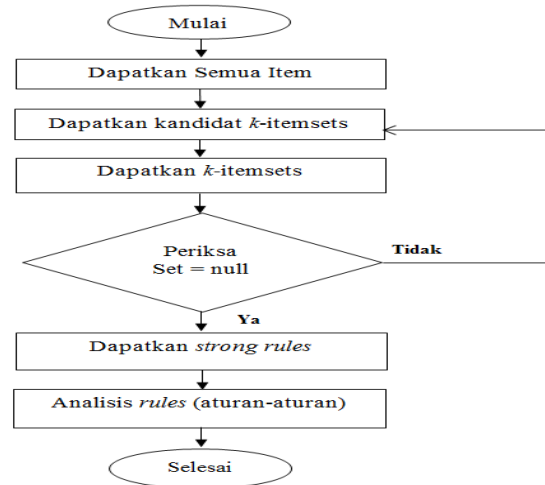 Mulai
Dapatkan Semua Item
Dapatkan kandidat k-itemsets
Dapatkan k-itemsets
Periksa
Set = null
Tidak
Ya
Dapatkan strong rules
Analisis rules (aturan-aturan)
Selesai